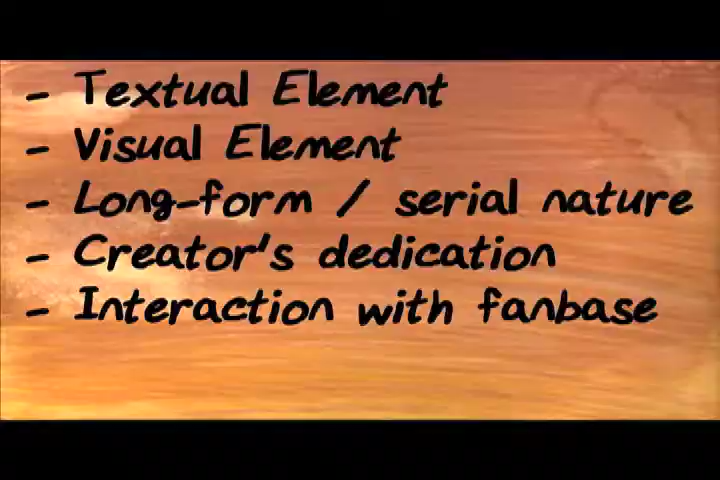 - Textual Element
- Visual Element
- Long-form / serial nature
- Creator's dedication
- Interaction with fanbase